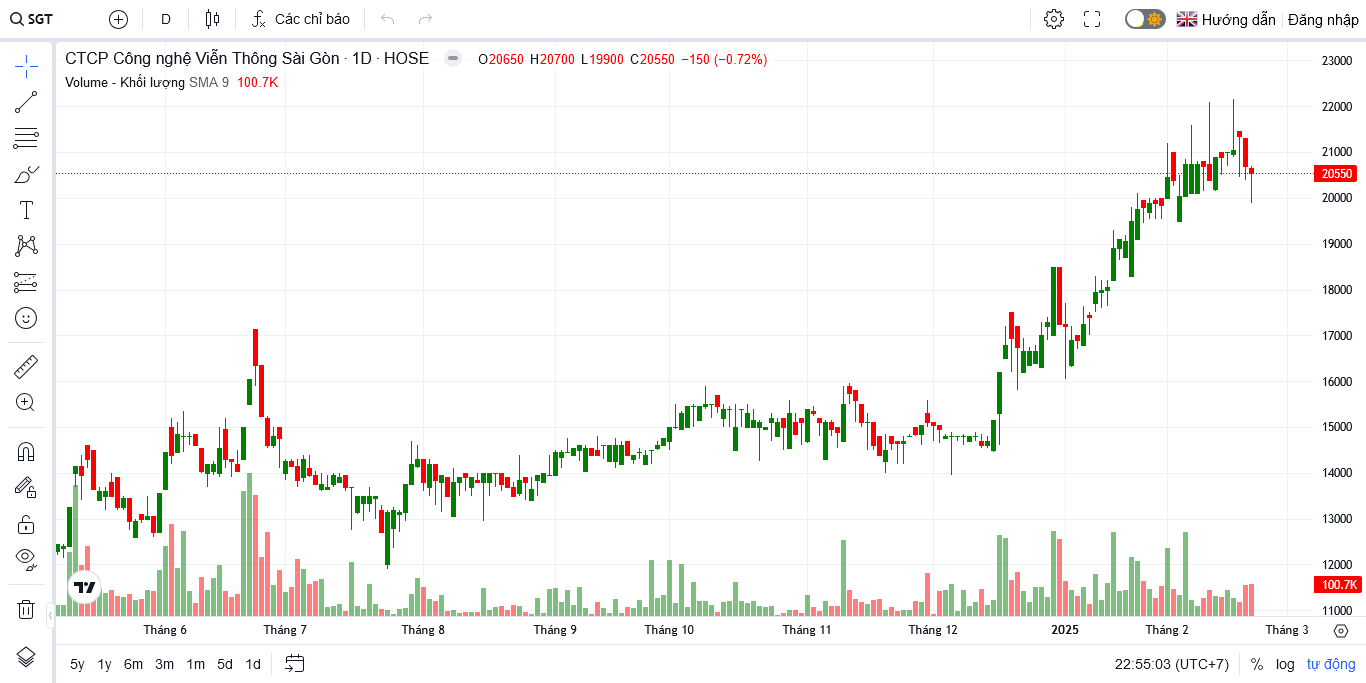 SGT D Các chỉ báo Hướng dẫn Đăng nhập
CTCP Công nghệ Viễn Thông Sài Gòn · 1D · HOSE O20650 H20700 L19900 C20550 −150 (−0.72%)
Volume - Khối lượng SMA 9 100.7K
23000
22000
21000
20550
20000
19000
18000
17000
16000
15000
14000
13000
12000
100.7K
11000
Tháng 6 Tháng 7 Tháng 8 Tháng 9 Tháng 10 Tháng 11 Tháng 12 2025 Tháng 2 Tháng 3
5y 1y 6m 3m 1m 5d 1d 22:55:03 (UTC+7) % log tự động